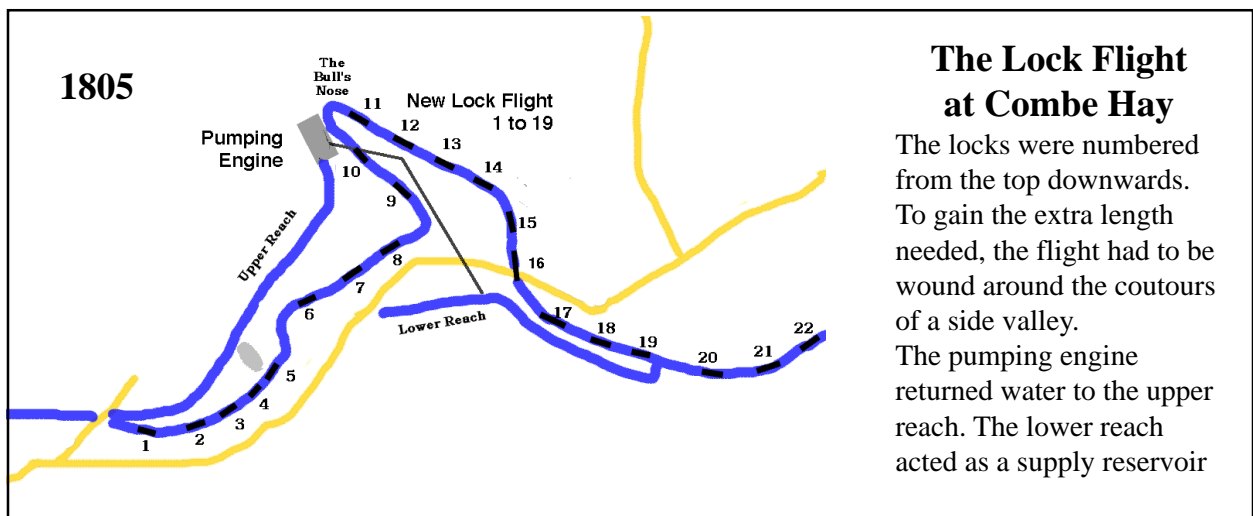 1805
The
Bull's
Nose
11
New Lock Flight
1 to 19
12
13
14
Pumping
Engine
10
9
15
Upper Reach
8
16
7
6
17
Lower Reach
18
19
22
5
20
21
4
3
2
1
The Lock Flight
at Combe Hay
The locks were numbered
from the top downwards.
To gain the extra length
needed, the flight had to be
wound around the coutours
of a side valley.
The pumping engine
returned water to the upper
reach. The lower reach
acted as a supply reservoir